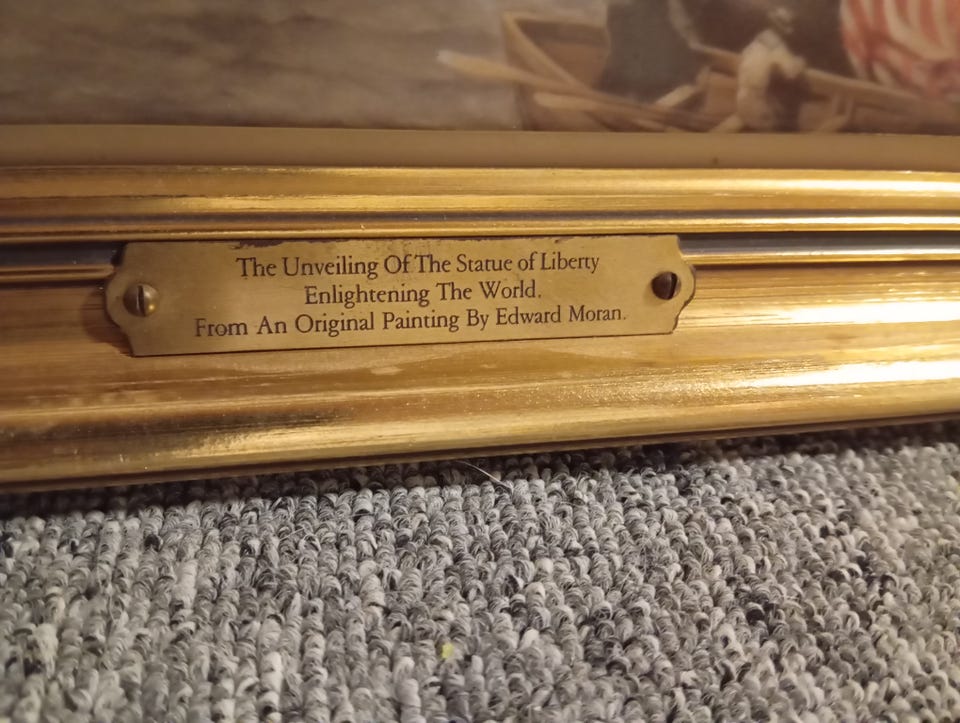 The Unveiling Of The Statue of Liberty
Enlightening The World.
From An Original Painting By Edward Moran.